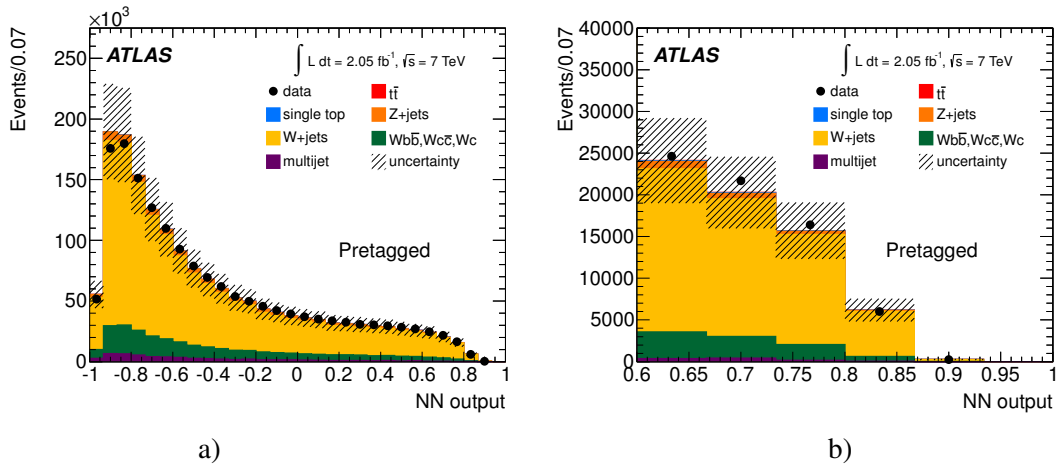 ×10³
Events/0.07
250
200
150
100
50
0
ATLAS
∫ L dt = 2.05 fb⁻¹, √s = 7 TeV
data
tt̄
single top
Z+jets
W+jets
Wbb̄,Wcc̄,Wc
multijet
uncertainty
Pretagged
-1 -0.8 -0.6 -0.4 -0.2 0 0.2 0.4 0.6 0.8 1
NN output
a)
Events/0.07
40000
35000
30000
25000
20000
15000
10000
5000
0
ATLAS
∫ L dt = 2.05 fb⁻¹, √s = 7 TeV
data
tt̄
single top
Z+jets
W+jets
Wbb̄,Wcc̄,Wc
multijet
uncertainty
Pretagged
0.6 0.65 0.7 0.75 0.8 0.85 0.9 0.95 1
NN output
b)